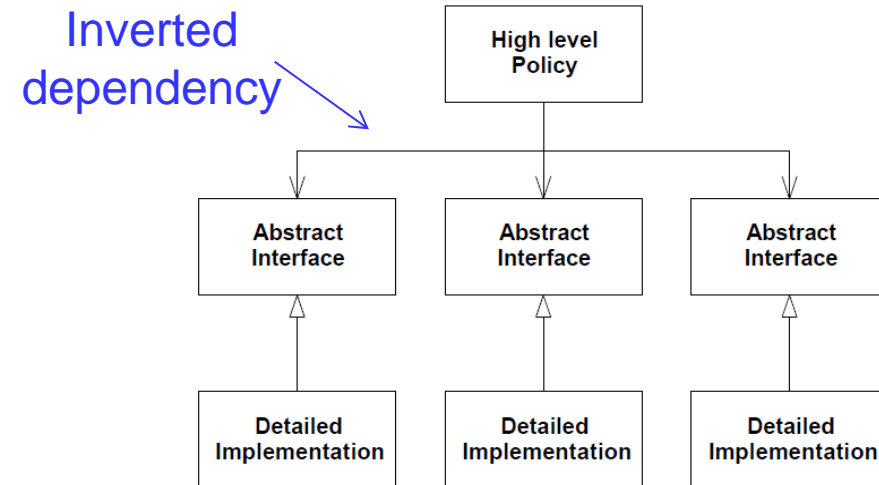 Inverted
dependency
High level
Policy
Abstract
Interface
Abstract
Interface
Abstract
Interface
Detailed
Implementation
Detailed
Implementation
Detailed
Implementation